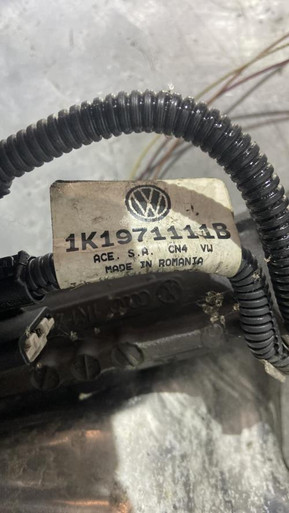 1K1971111B
ACE. S.A. CN4 VW
MADE IN ROMANIA